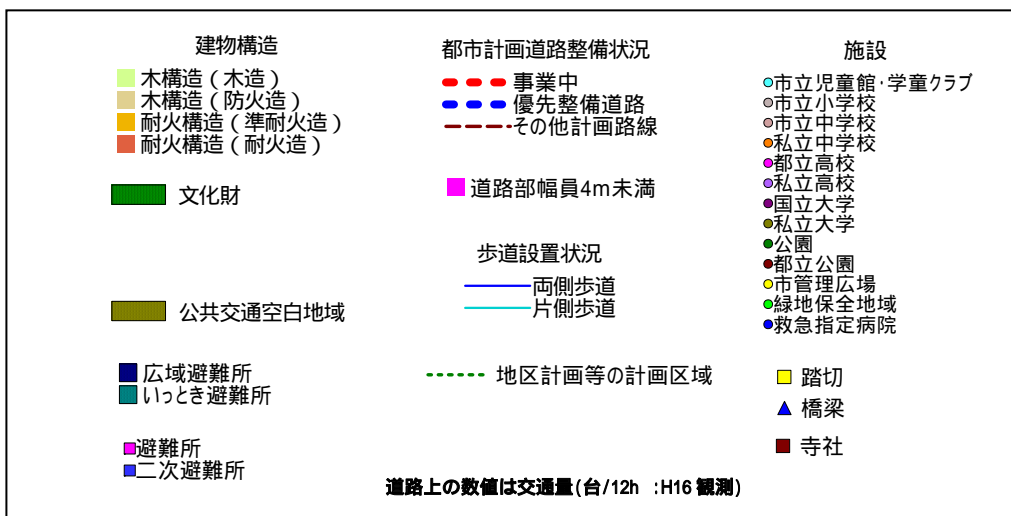 建物構造
木構造(木造)
木構造(防火造)
耐火構造(準耐火造)
耐火構造(耐火造)
文化財
公共交通空白地域
広域避難所
いっとき避難所
避難所
二次避難所
都市計画道路整備状況
事業中
優先整備道路
その他計画路線
道路部幅員4m未満
歩道設置状況
両側歩道
片側歩道
地区計画等の計画区域
道路上の数値は交通量(台/12h :H16 観測)
施設
市立児童館・学童クラブ
市立小学校
市立中学校
私立中学校
都立高校
私立高校
国立大学
私立大学
公園
都立公園
市管理広場
緑地保全地域
救急指定病院
踏切
橋梁
寺社